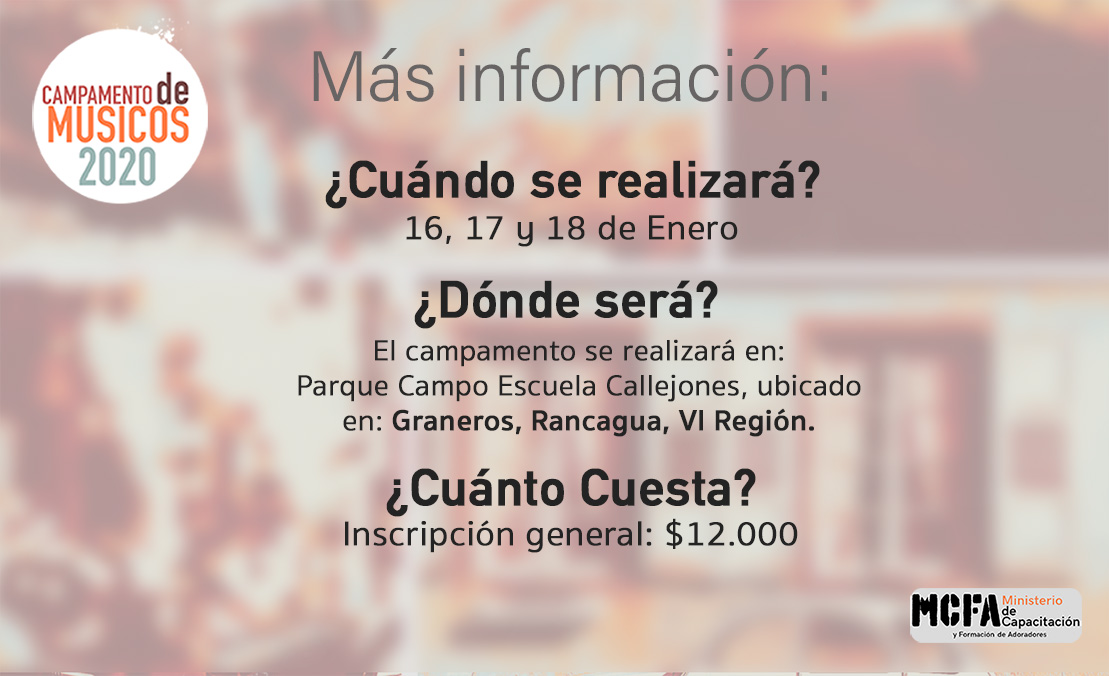 CAMPAMENTO de
MUSICOS
2020
Más información:
¿Cuándo se realizará?
16, 17 y 18 de Enero
¿Dónde será?
El campamento se realizará en:
Parque Campo Escuela Callejones, ubicado
en: Graneros, Rancagua, VI Región.
¿Cuánto Cuesta?
Inscripción general: $12.000
MCFA Ministerio
de
Capacitación
y Formación de Adoradores